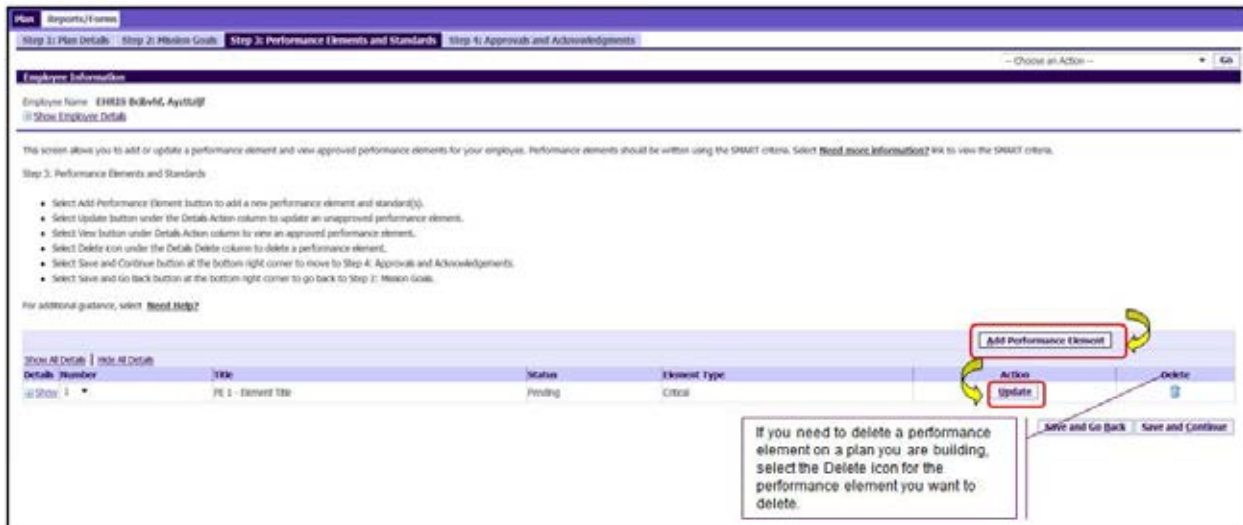 Plan Reports/Forms
Step 1: Plan Details Step 2: Mission Goals Step 3: Performance Elements and Standards Step 4: Approvals and Acknowledgments
-- Choose an Action -- Go
Employee Information
Employee Name
Show Employee Details
This screen allows you to add or update a performance element and view approved performance elements for your employee. Performance elements should be written using the SMART criteria. Select Need more information? link to view the SMART criteria.
Step 3: Performance Elements and Standards
• Select Add Performance Element button to add a new performance element and standard(s).
• Select Update button under the Details Action column to update an unapproved performance element.
• Select View button under Details Action column to view an approved performance element.
• Select Delete icon under the Details Delete column to delete a performance element.
• Select Save and Continue button at the bottom right corner to move to Step 4: Approvals and Acknowledgements.
• Select Save and Go Back button at the bottom right corner to go back to Step 2: Mission Goals.
For additional guidance, select Need Help?
Add Performance Element
Show All Details | Hide All Details
Details Number Title Status Element Type Action Delete
Show 1 PE 1 - Element Title Pending Critical Update
Save and Go Back Save and Continue
If you need to delete a performance
element on a plan you are building,
select the Delete icon for the
performance element you want to
delete.